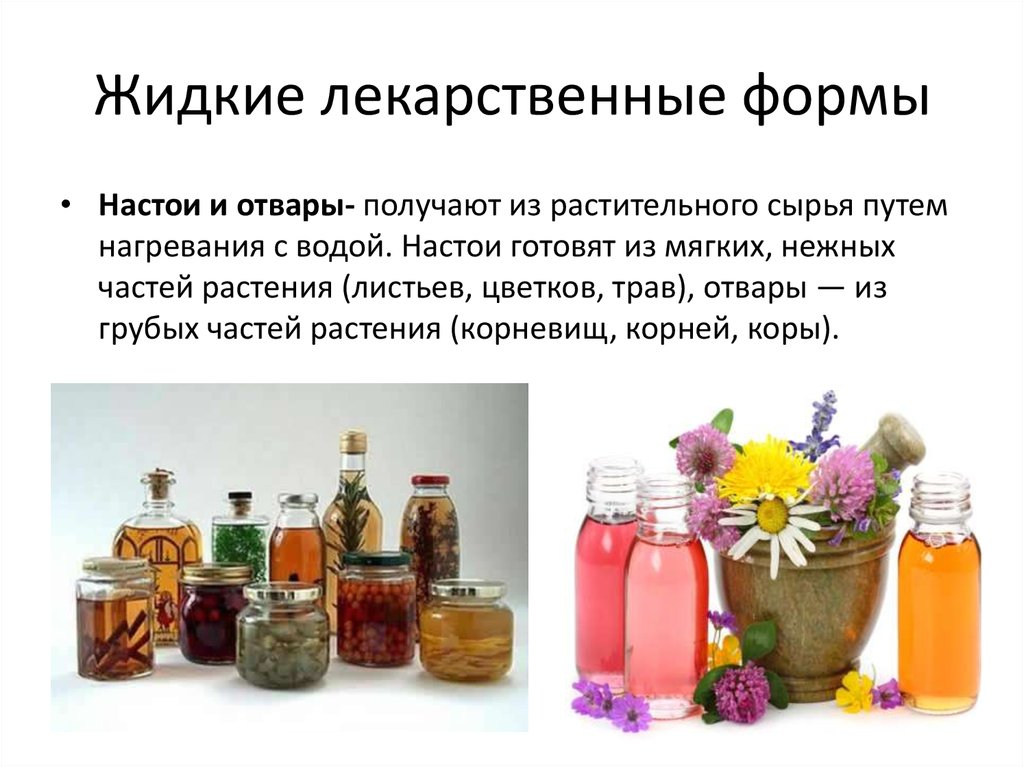 Жидкие лекарственные формы
• Настои и отвары- получают из растительного сырья путем
нагревания с водой. Настои готовят из мягких, нежных
частей растения (листьев, цветков, трав), отвары — из
грубых частей растения (корневищ, корней, коры).